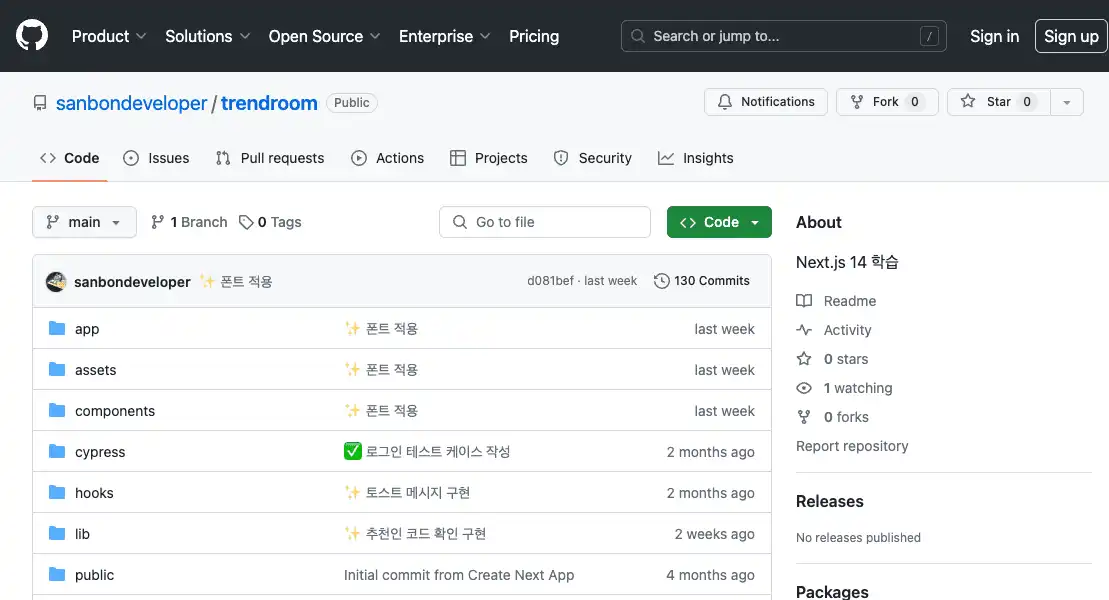 Product Solutions Open Source Enterprise Pricing Search or jump to... / Sign in Sign up
sanbondeveloper / trendroom Public Notifications Fork 0 Star 0
Code Issues Pull requests Actions Projects Security Insights
main 1 Branch 0 Tags Go to file Code
sanbondeveloper ✨ 폰트 적용 d081bef · last week 130 Commits
app ✨ 폰트 적용 last week
assets ✨ 폰트 적용 last week
components ✨ 폰트 적용 last week
cypress ✅ 로그인 테스트 케이스 작성 2 months ago
hooks ✨ 토스트 메시지 구현 2 months ago
lib ✨ 추천인 코드 확인 구현 2 weeks ago
public Initial commit from Create Next App 4 months ago
About
Next.js 14 학습
Readme
Activity
0 stars
1 watching
0 forks
Report repository
Releases
No releases published
Packages